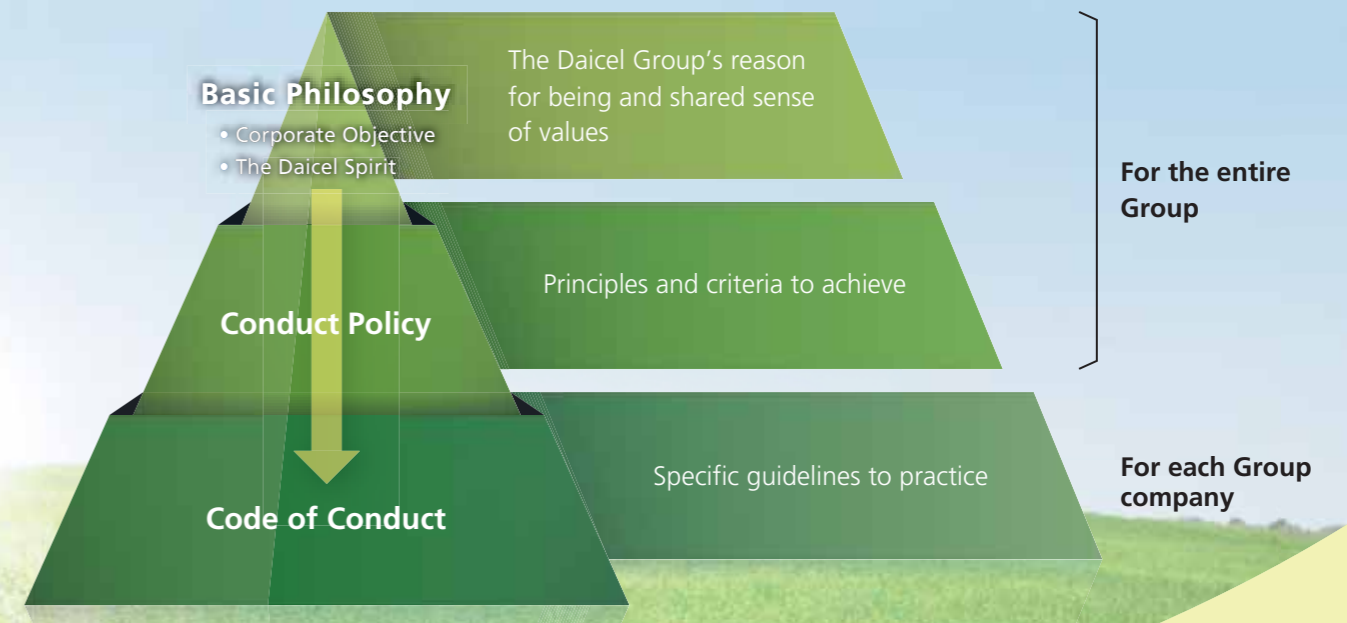 Basic Philosophy
• Corporate Objective
• The Daicel Spirit
The Daicel Group’s reason
for being and shared sense
of values
For the entire
Group
Conduct Policy
Principles and criteria to achieve
Code of Conduct
Specific guidelines to practice
For each Group
company